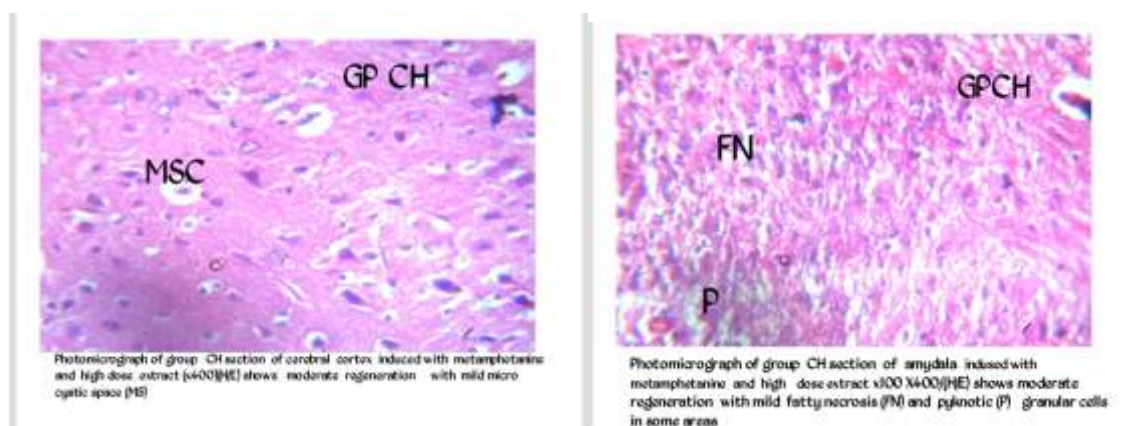 GP CH
MSC
Photomicrograph of group CH section of cerebral cortex induced with metamphetanine
and high dose extract (x400)(H/E) shows moderate regeneration with mild micro
cystic space (MS)
GPCH
FN
P
Photomicrograph of group CH section of amydala indused with
metamphetanine and high dose extract x100 X400/(H/E) shows moderate
regeneration with mild fatty necrosis (FN) and pyknotic (P) granular cells
in some areas